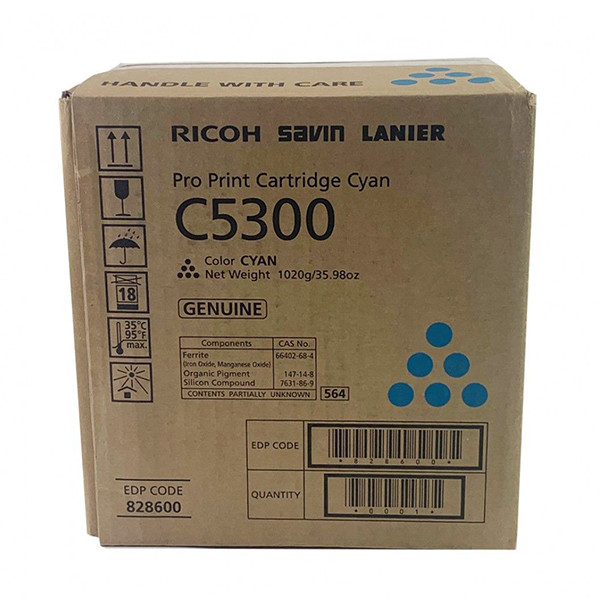 HANDLE WITH CARE
RICOH savin LANIER
Pro Print Cartridge Cyan
C5300
Color CYAN
Net Weight 1020g/35.98oz
GENUINE
18
35°C
95°F
max.
Components CAS No.
Ferrite 66402-68-4
(Iron Oxide, Manganese Oxide)
Organic Pigment 147-14-8
Silicon Compound 7631-86-9
CONTENTS PARTIALLY UNKNOWN 564
EDP CODE
*828600*
QUANTITY
*0001*
EDP CODE
828600